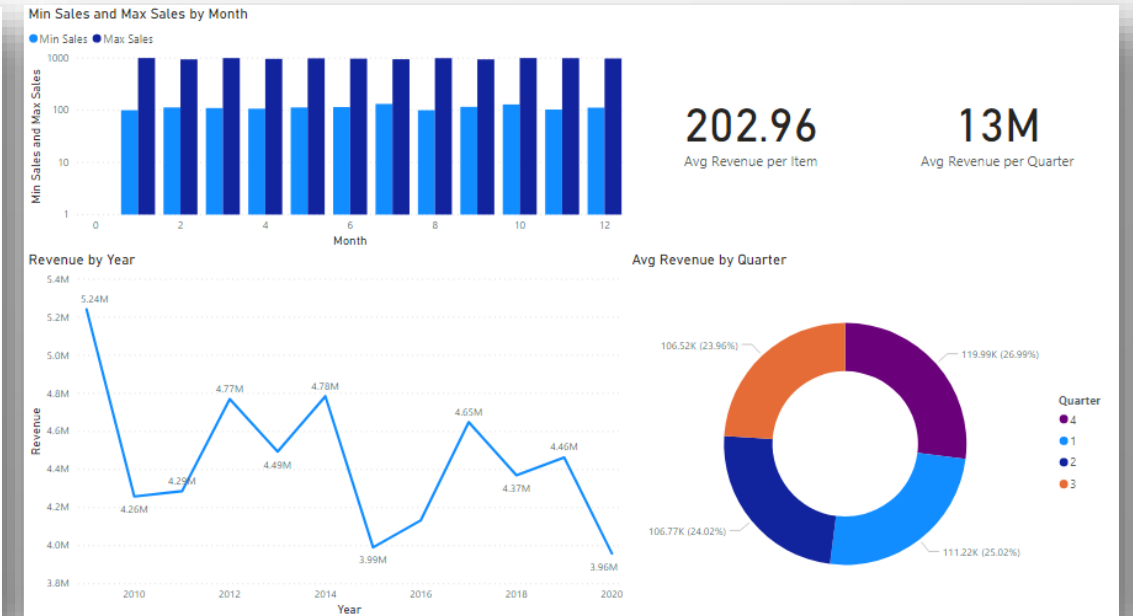 Min Sales and Max Sales by Month
Min Sales Max Sales
Min Sales and Max Sales
1000
100
10
1
0 2 4 6 8 10 12
Month
202.96
Avg Revenue per Item
13M
Avg Revenue per Quarter
Revenue by Year
Revenue
5.4M
5.2M
5.0M
4.8M
4.6M
4.4M
4.2M
4.0M
3.8M
5.24M
4.26M
4.29M
4.77M
4.49M
4.78M
3.99M
4.65M
4.37M
4.46M
3.96M
2010 2012 2014 2016 2018 2020
Year
Avg Revenue by Quarter
106.52K (23.96%)
119.99K (26.99%)
106.77K (24.02%)
111.22K (25.02%)
Quarter
4
1
2
3